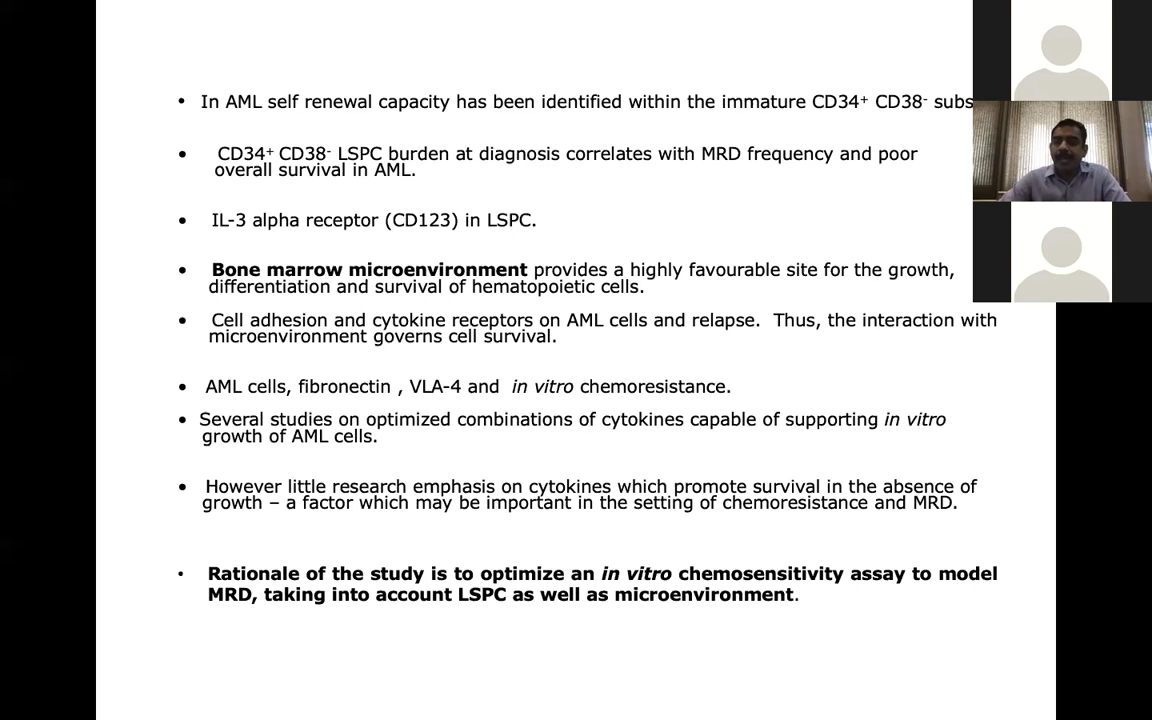 • In AML self renewal capacity has been identified within the immature CD34⁺ CD38⁻ subs
• CD34⁺ CD38⁻ LSPC burden at diagnosis correlates with MRD frequency and poor
overall survival in AML.
• IL-3 alpha receptor (CD123) in LSPC.
• Bone marrow microenvironment provides a highly favourable site for the growth,
differentiation and survival of hematopoietic cells.
• Cell adhesion and cytokine receptors on AML cells and relapse. Thus, the interaction with
microenvironment governs cell survival.
• AML cells, fibronectin , VLA-4 and in vitro chemoresistance.
• Several studies on optimized combinations of cytokines capable of supporting in vitro
growth of AML cells.
• However little research emphasis on cytokines which promote survival in the absence of
growth – a factor which may be important in the setting of chemoresistance and MRD.
• Rationale of the study is to optimize an in vitro chemosensitivity assay to model
MRD, taking into account LSPC as well as microenvironment.